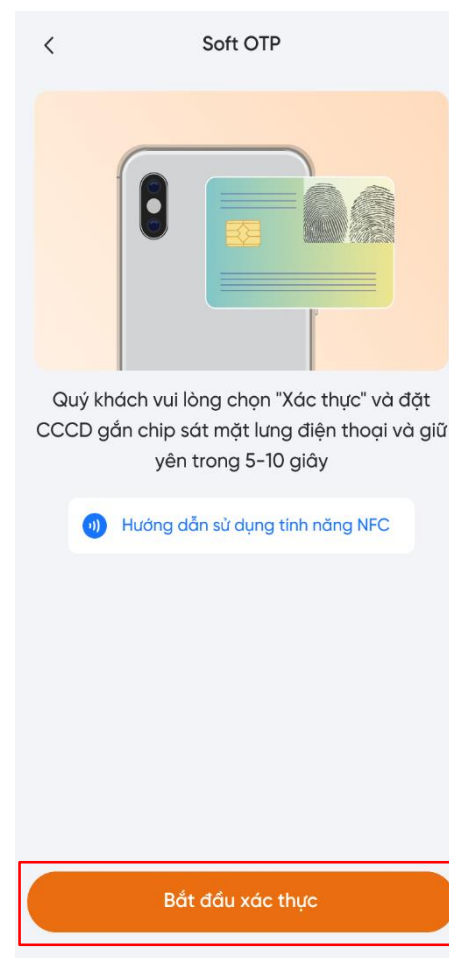 Soft OTP
Quý khách vui lòng chọn "Xác thực" và đặt
CCCD gắn chip sát mặt lưng điện thoại và giữ
yên trong 5-10 giây
Hướng dẫn sử dụng tính năng NFC
Bắt đầu xác thực